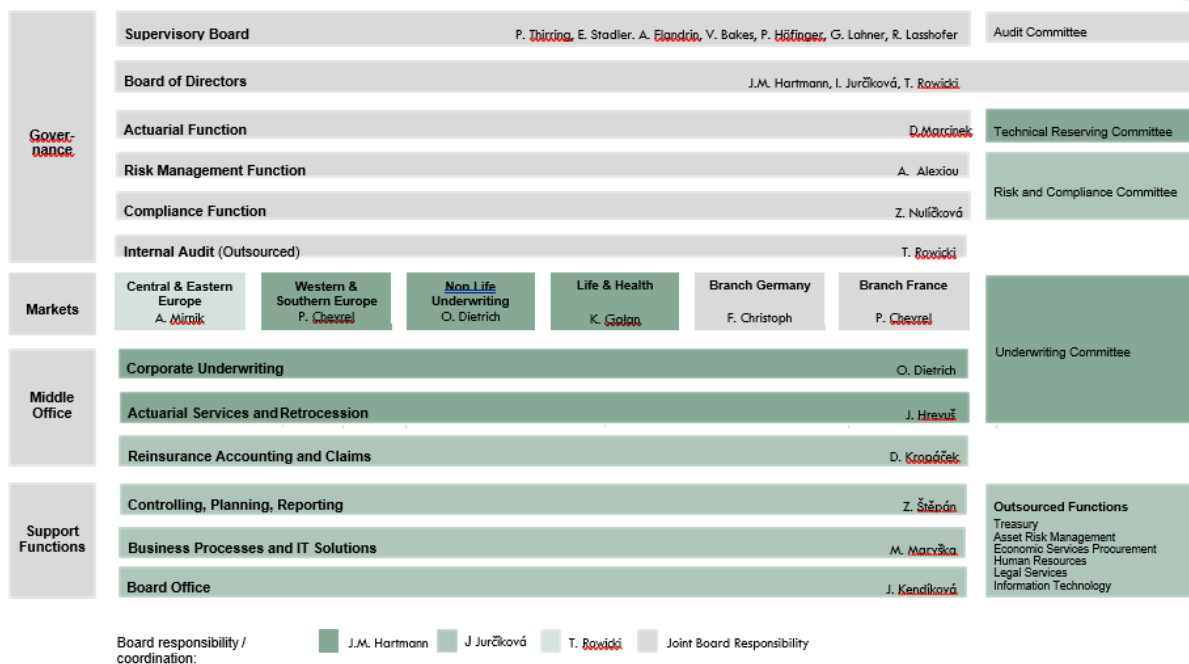 Supervisory Board P. Thirring, E. Stadler. A. Flandrin, V. Bakes, P. Höfinger, G. Lahner, R. Lasshofer Audit Committee
Board of Directors J.M. Hartmann, I. Jurčíková, T. Rowicki
Gover-
nance
Actuarial Function D.Marcinek Technical Reserving Committee
Risk Management Function A. Alexiou
Risk and Compliance Committee
Compliance Function Z. Nulíčková
Internal Audit (Outsourced) T. Rowicki
Markets
Central & Eastern
Europe
A. Mirnik
Western &
Southern Europe
P. Chevrel
Non Life
Underwriting
O. Dietrich
Life & Health
K. Galan
Branch Germany
F. Christoph
Branch France
P. Chevrel
Underwriting Committee
Middle
Office
Corporate Underwriting O. Dietrich
Actuarial Services and Retrocession J. Hrevuš
Reinsurance Accounting and Claims D. Kropáček
Support
Functions
Controlling, Planning, Reporting Z. Štěpán
Business Processes and IT Solutions M. Maryška
Board Office J. Kendíková
Outsourced Functions
Treasury
Asset Risk Management
Economic Services Procurement
Human Resources
Legal Services
Information Technology
Board responsibility /
coordination:
J.M. Hartmann J Jurčíková T. Rowicki Joint Board Responsibility